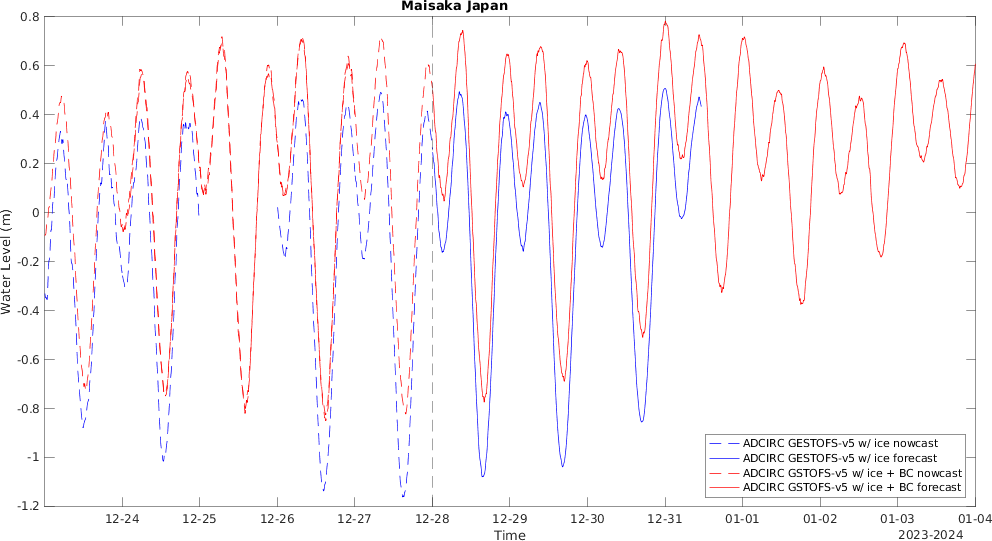 Maisaka Japan
Water Level (m)
0.8
0.6
0.4
0.2
0
-0.2
-0.4
-0.6
-0.8
-1
-1.2
12-24 12-25 12-26 12-27 12-28 12-29 12-30 12-31 01-01 01-02 01-03 01-04
Time
2023-2024
ADCIRC GESTOFS-v5 w/ ice nowcast
ADCIRC GESTOFS-v5 w/ ice forecast
ADCIRC GSTOFS-v5 w/ ice + BC nowcast
ADCIRC GSTOFS-v5 w/ ice + BC forecast